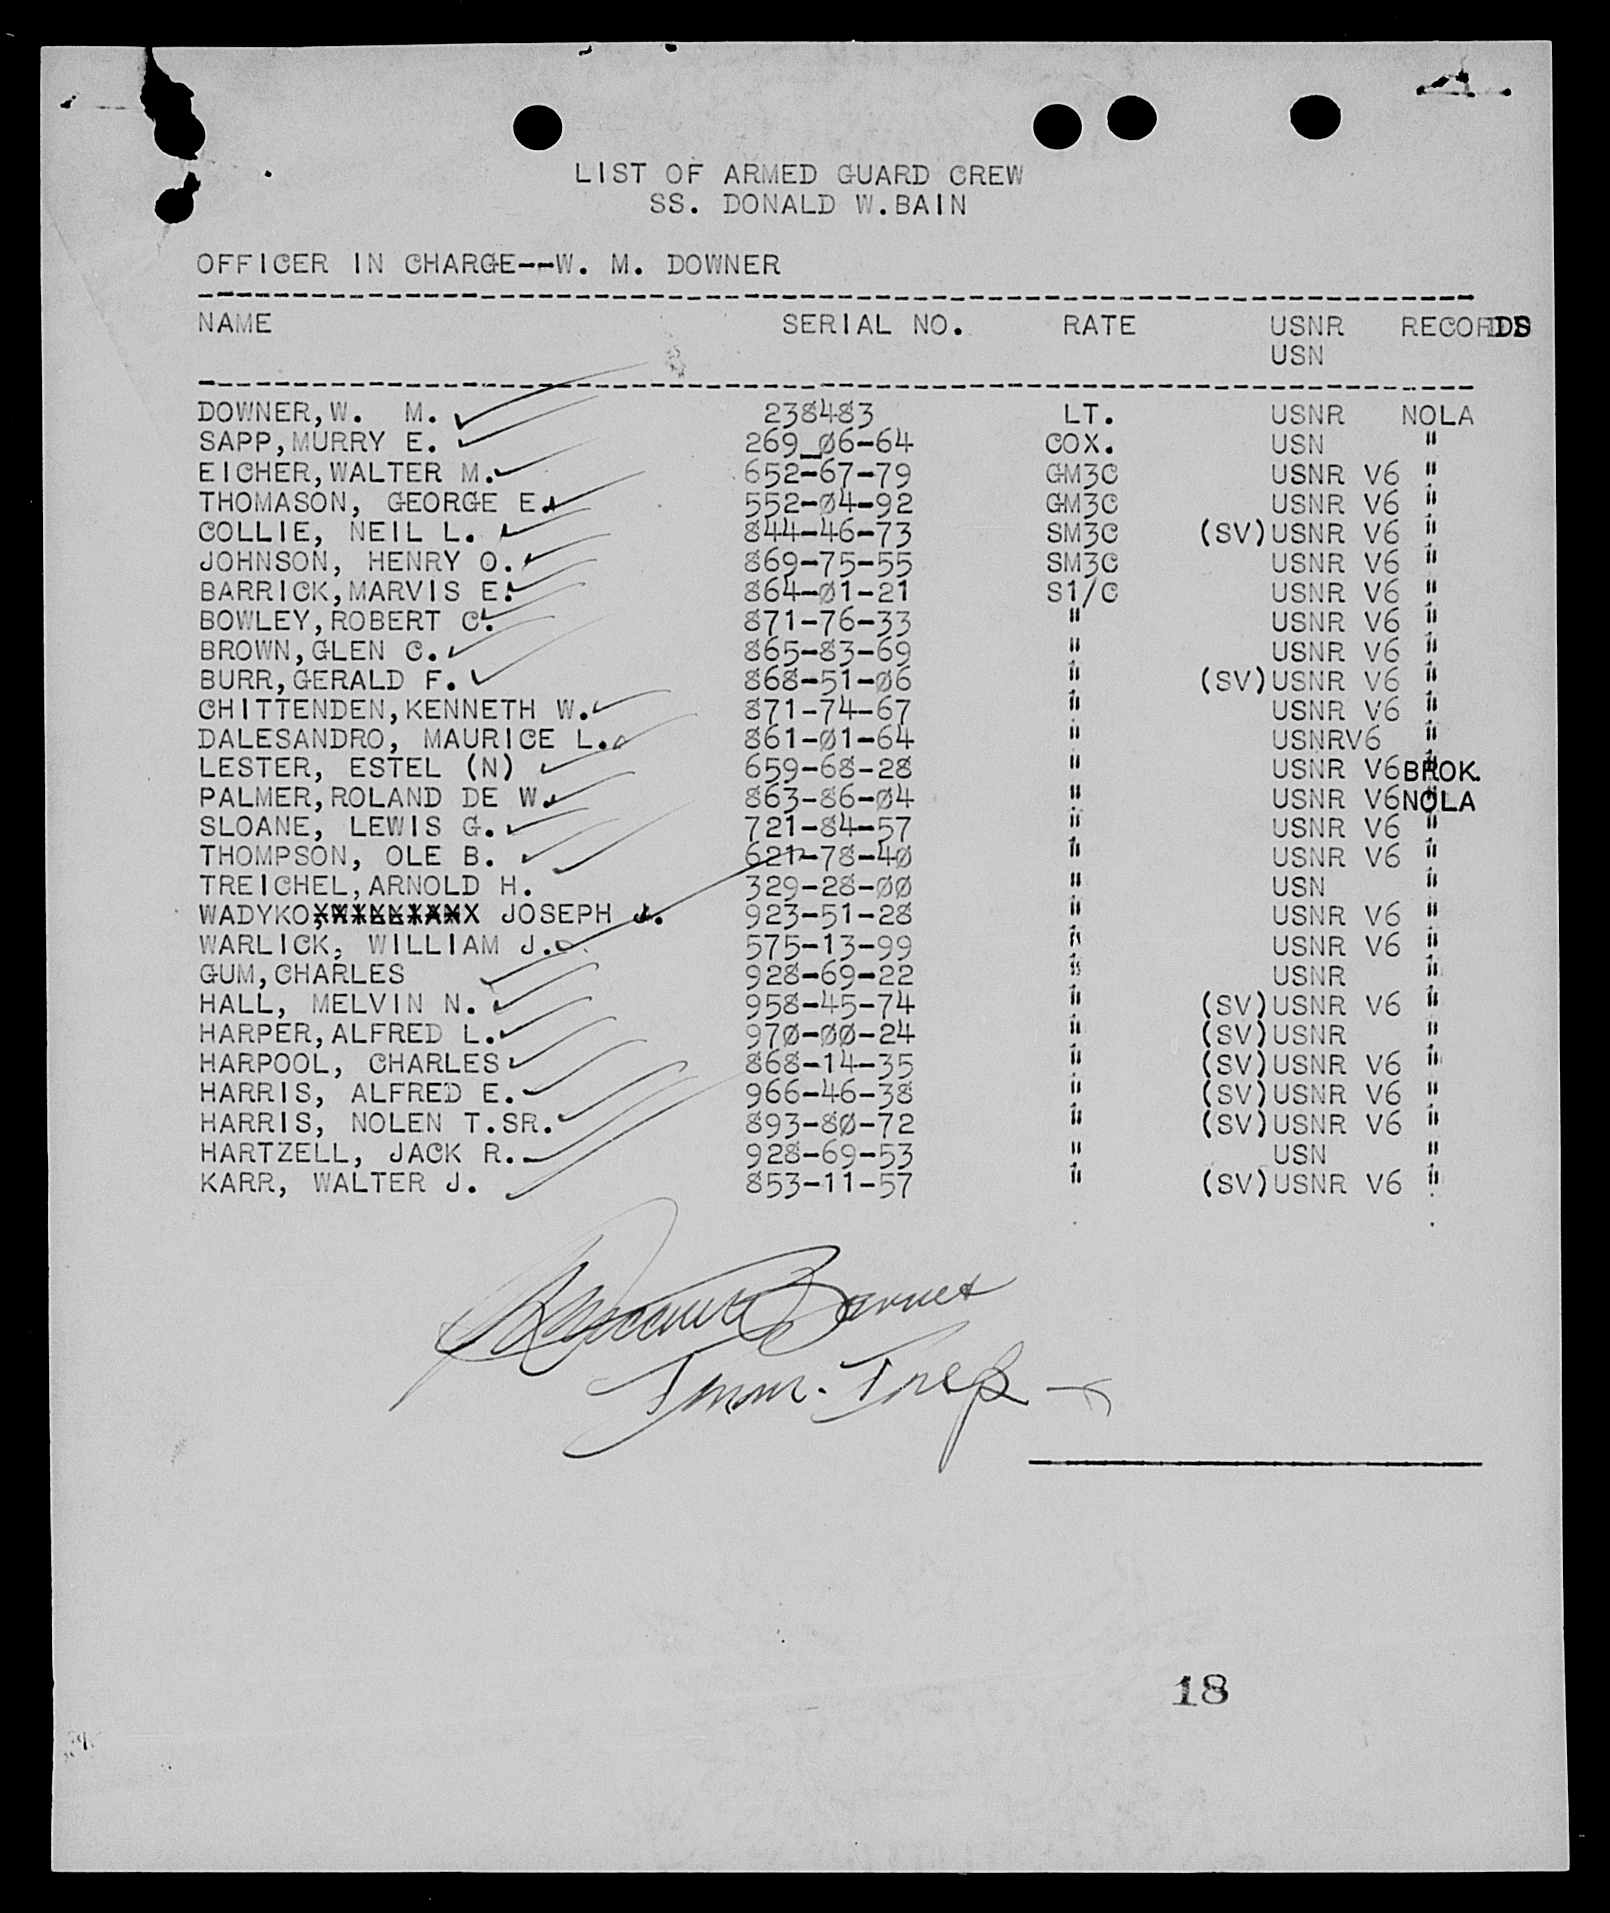 LIST OF ARMED GUARD CREW
SS. DONALD W.BAIN
OFFICER IN CHARGE--W. M. DOWNER
NAME SERIAL NO. RATE USNR RECORDS
USN
DOWNER,W. M. 238483 LT. USNR NOLA
SAPP,MURRY E. 269_06-64 COX. USN "
EICHER,WALTER M. 652-67-79 GM3C USNR V6 "
THOMASON, GEORGE E. 552-04-92 GM3C USNR V6 "
COLLIE, NEIL L. 844-46-73 SM3C (SV)USNR V6 "
JOHNSON, HENRY O. 869-75-55 SM3C USNR V6 "
BARRICK,MARVIS E. 864-01-21 S1/C USNR V6 "
BOWLEY,ROBERT C. 871-76-33 " USNR V6 "
BROWN,GLEN C. 865-83-69 " USNR V6 "
BURR,GERALD F. 868-51-06 " (SV)USNR V6 "
CHITTENDEN,KENNETH W. 871-74-67 " USNR V6 "
DALESANDRO, MAURICE L. 861-01-64 " USNRV6 "
LESTER, ESTEL (N) 659-68-28 " USNR V6 BROK.
PALMER,ROLAND DE W. 863-86-04 " USNR V6 NOLA
SLOANE, LEWIS G. 721-84-57 " USNR V6 "
THOMPSON, OLE B. 621-78-40 " USNR V6 "
TREICHEL,ARNOLD H. 329-28-00 " USN "
WADYKO, JOSEPH J. 923-51-28 " USNR V6 "
WARLICK, WILLIAM J. 575-13-99 " USNR V6 "
GUM,CHARLES 928-69-22 " USNR "
HALL, MELVIN N. 958-45-74 " (SV)USNR V6 "
HARPER,ALFRED L. 970-00-24 " (SV)USNR "
HARPOOL, CHARLES 868-14-35 " (SV)USNR V6 "
HARRIS, ALFRED E. 966-46-38 " (SV)USNR V6 "
HARRIS, NOLEN T.SR. 893-80-72 " (SV)USNR V6 "
HARTZELL, JACK R. 928-69-53 " USN "
KARR, WALTER J. 853-11-57 " (SV)USNR V6 "
Immr. Insp
18